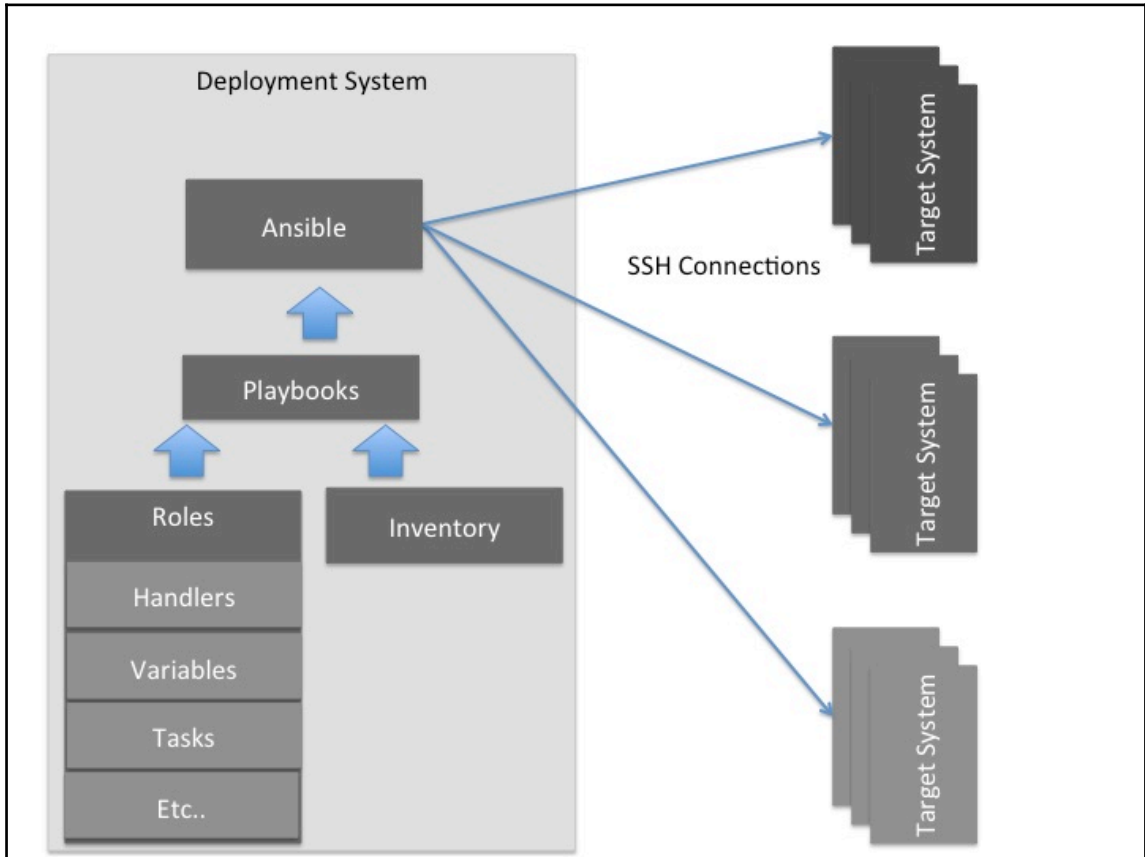 Deployment System
Ansible
Playbooks
Roles
Inventory
Handlers
Variables
Tasks
Etc..
SSH Connections
Target System
Target System
Target System